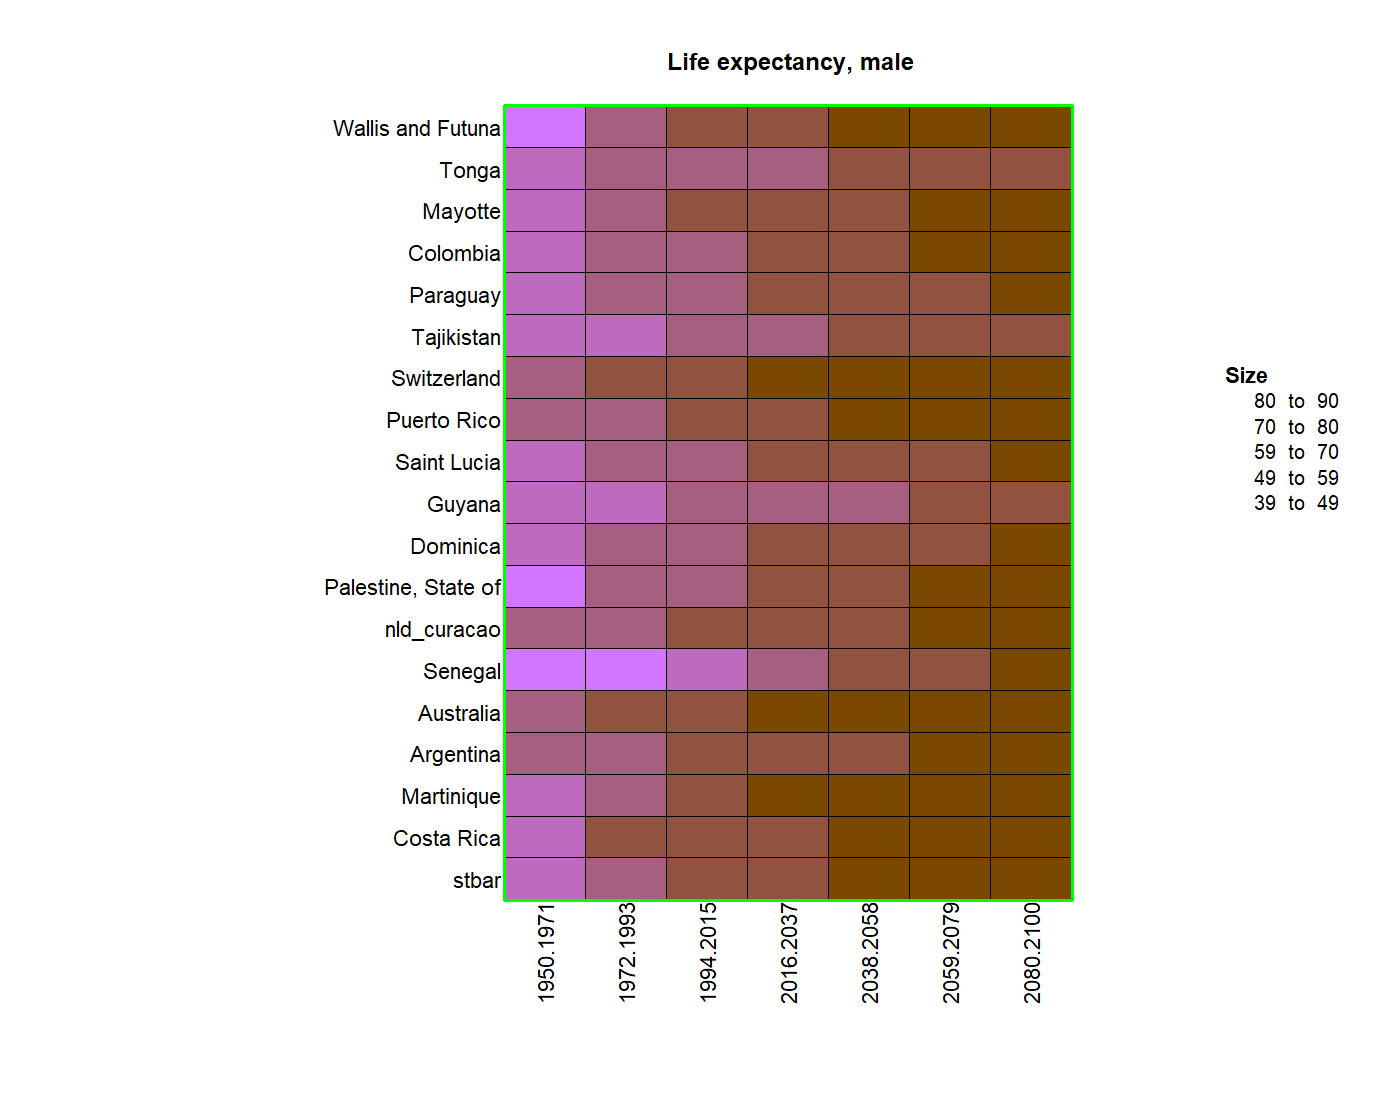 Life expectancy, male
Wallis and Futuna
Tonga
Mayotte
Colombia
Paraguay
Tajikistan
Switzerland
Puerto Rico
Saint Lucia
Guyana
Dominica
Palestine, State of
nld_curacao
Senegal
Australia
Argentina
Martinique
Costa Rica
stbar
1950.1971
1972.1993
1994.2015
2016.2037
2038.2058
2059.2079
2080.2100
Size
80 to 90
70 to 80
59 to 70
49 to 59
39 to 49